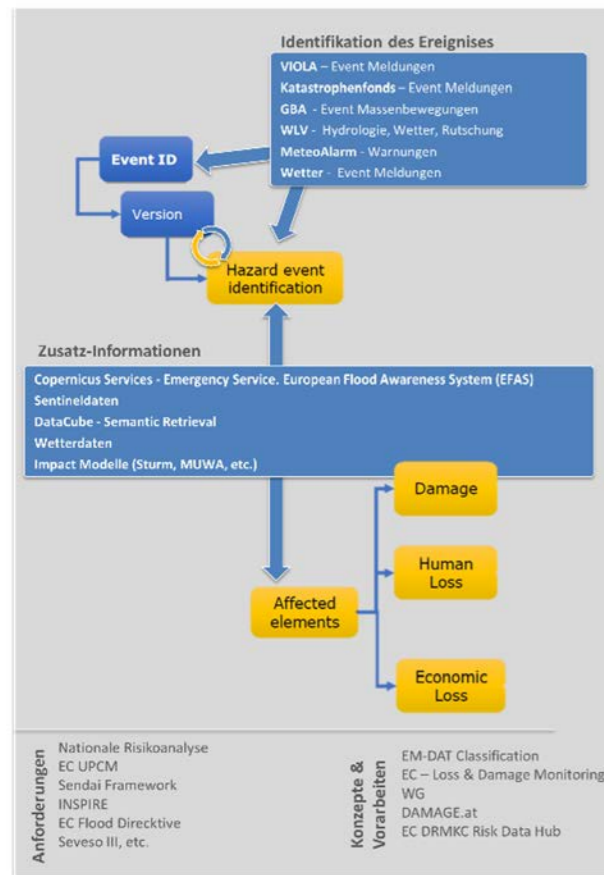 Identifikation des Ereignises
VIOLA – Event Meldungen
Katastrophenfonds – Event Meldungen
GBA - Event Massenbewegungen
WLV - Hydrologie, Wetter, Rutschung
MeteoAlarm - Warnungen
Wetter - Event Meldungen
Event ID
Version
Hazard event
identification
Zusatz-Informationen
Copernicus Services - Emergency Service. European Flood Awareness System (EFAS)
Sentineldaten
DataCube - Semantic Retrieval
Wetterdaten
Impact Modelle (Sturm, MUWA, etc.)
Damage
Human
Loss
Affected
elements
Economic
Loss
Anforderungen
Nationale Risikoanalyse
EC UPCM
Sendai Framework
INSPIRE
EC Flood Direcktive
Seveso III, etc.
Konzepte &
Vorarbeiten
EM-DAT Classification
EC – Loss & Damage Monitoring
WG
DAMAGE.at
EC DRMKC Risk Data Hub